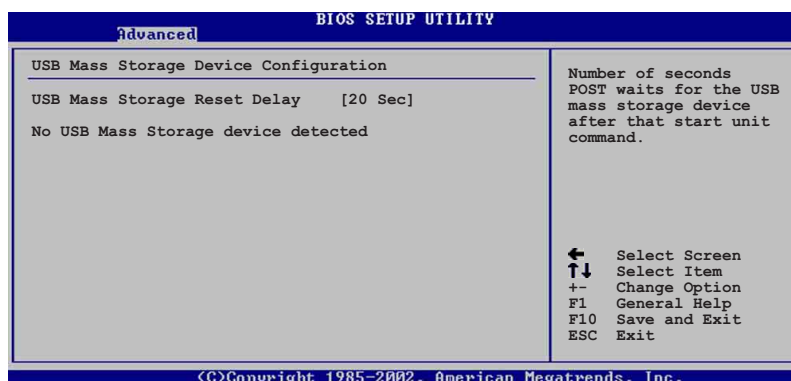 BIOS SETUP UTILITY
Advanced
USB Mass Storage Device Configuration
USB Mass Storage Reset Delay [20 Sec]
No USB Mass Storage device detected
Number of seconds
POST waits for the USB
mass storage device
after that start unit
command.
Select Screen
↑↓ Select Item
+- Change Option
F1 General Help
F10 Save and Exit
ESC Exit
(C)Copyright 1985-2002, American Megatrends, Inc.